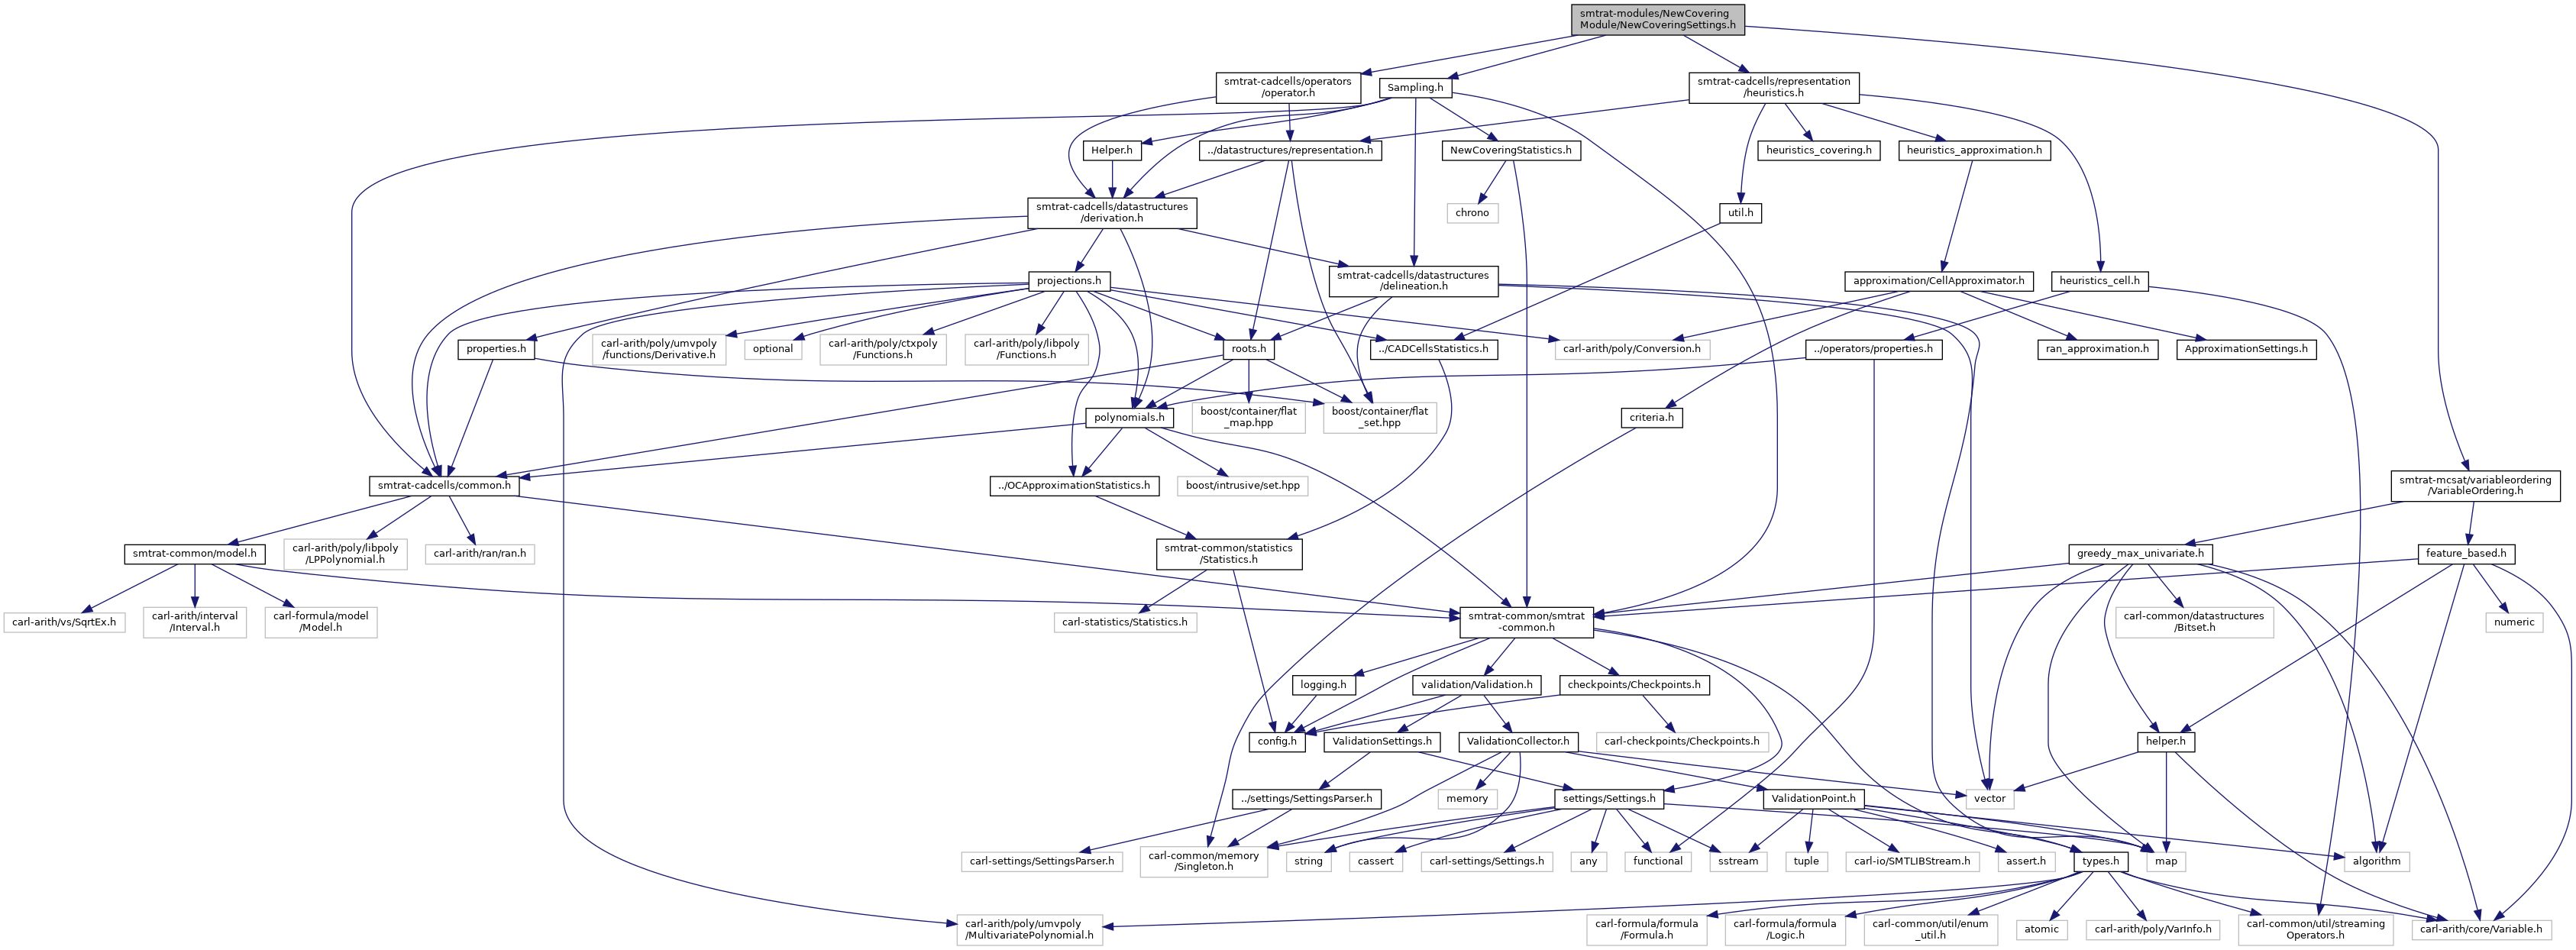 smtrat-modules/NewCovering
Module/NewCoveringSettings.h
smtrat-cadcells/operators
/operator.h
Sampling.h
smtrat-cadcells/representation
/heuristics.h
Helper.h
../datastructures/representation.h
NewCoveringStatistics.h
heuristics_covering.h
heuristics_approximation.h
smtrat-cadcells/datastructures
/derivation.h
chrono
util.h
projections.h
smtrat-cadcells/datastructures
/delineation.h
approximation/CellApproximator.h
heuristics_cell.h
properties.h
carl-arith/poly/umvpoly
/functions/Derivative.h
optional
carl-arith/poly/ctxpoly
/Functions.h
carl-arith/poly/libpoly
/Functions.h
roots.h
../CADCellsStatistics.h
carl-arith/poly/Conversion.h
../operators/properties.h
ran_approximation.h
ApproximationSettings.h
polynomials.h
boost/container/flat
_map.hpp
boost/container/flat
_set.hpp
criteria.h
smtrat-cadcells/common.h
../OCApproximationStatistics.h
boost/intrusive/set.hpp
smtrat-mcsat/variableordering
/VariableOrdering.h
smtrat-common/model.h
carl-arith/poly/libpoly
/LPPolynomial.h
carl-arith/ran/ran.h
smtrat-common/statistics
/Statistics.h
greedy_max_univariate.h
feature_based.h
carl-arith/vs/SqrtEx.h
carl-arith/interval
/Interval.h
carl-formula/model
/Model.h
carl-statistics/Statistics.h
smtrat-common/smtrat
-common.h
carl-common/datastructures
/Bitset.h
numeric
logging.h
validation/Validation.h
checkpoints/Checkpoints.h
config.h
ValidationSettings.h
ValidationCollector.h
carl-checkpoints/Checkpoints.h
helper.h
../settings/SettingsParser.h
memory
settings/Settings.h
ValidationPoint.h
vector
carl-settings/SettingsParser.h
carl-common/memory
/Singleton.h
string
cassert
carl-settings/Settings.h
any
functional
sstream
tuple
carl-io/SMTLIBStream.h
assert.h
types.h
map
algorithm
carl-arith/poly/umvpoly
/MultivariatePolynomial.h
carl-formula/formula
/Formula.h
carl-formula/formula
/Logic.h
carl-common/util/enum
_util.h
atomic
carl-arith/poly/VarInfo.h
carl-common/util/streaming
Operators.h
carl-arith/core/Variable.h